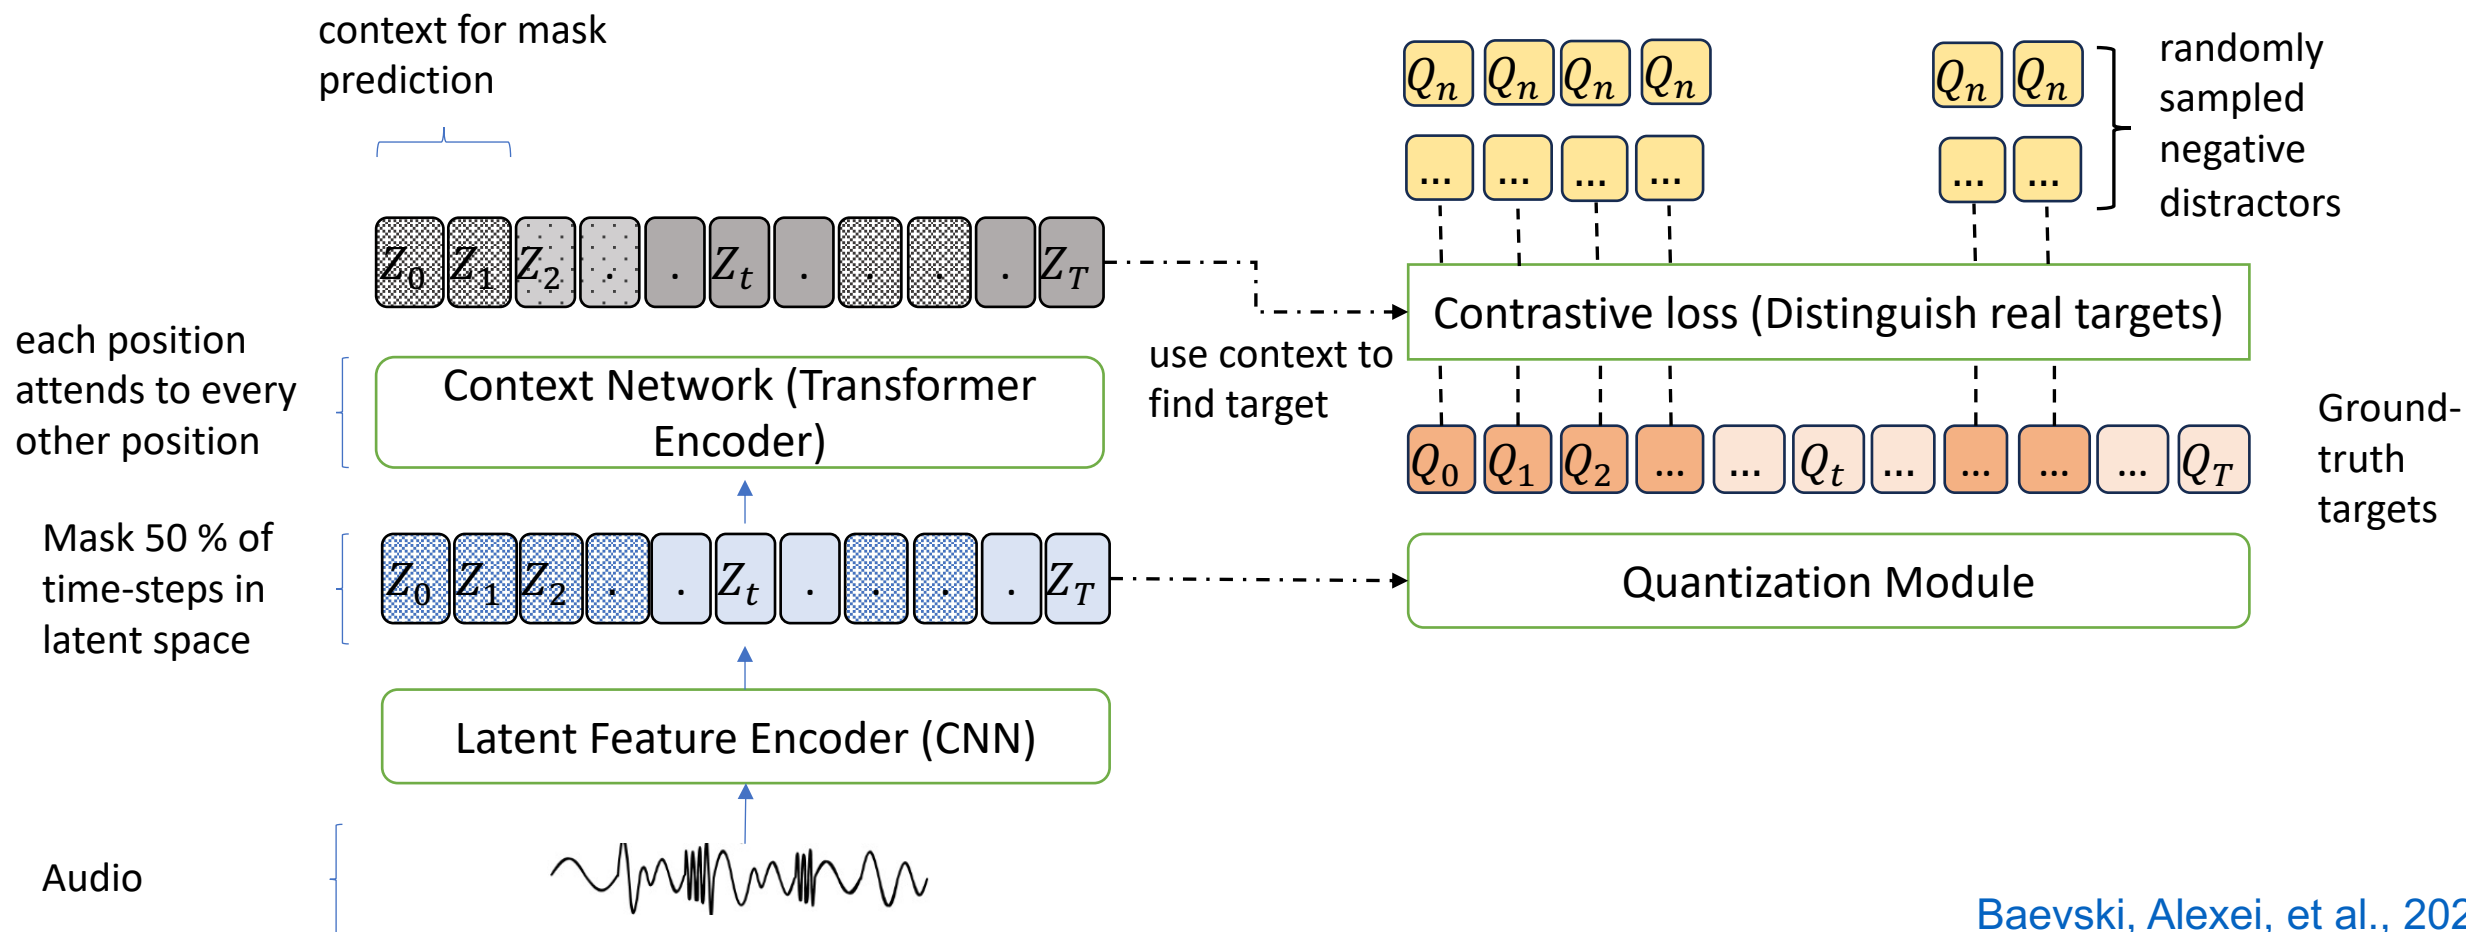 context for mask
prediction
Z_0 Z_1 Z_2 . . Z_t . . . . Z_T
each position
attends to every
other position
Context Network (Transformer
Encoder)
Mask 50 % of
time-steps in
latent space
Z_0 Z_1 Z_2 . . Z_t . . . . Z_T
Latent Feature Encoder (CNN)
Audio
Q_n Q_n Q_n Q_n Q_n Q_n
... ... ... ... ... ...
randomly
sampled
negative
distractors
Contrastive loss (Distinguish real targets)
use context to
find target
Q_0 Q_1 Q_2 ... ... Q_t ... ... ... ... Q_T
Ground-
truth
targets
Quantization Module
Baevski, Alexei, et al., 202